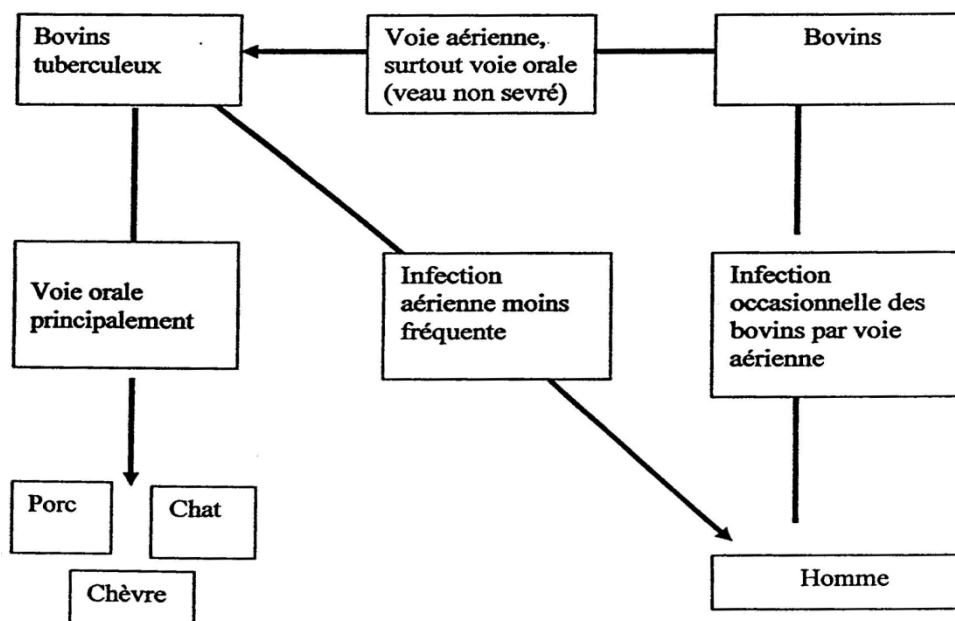 Bovins
tuberculeux
Voie aérienne,
surtout voie orale
(veau non sevré)
Bovins
Voie orale
principalement
Infection
aérienne moins
fréquente
Infection
occasionnelle des
bovins par voie
aérienne
Porc
Chat
Chèvre
Homme